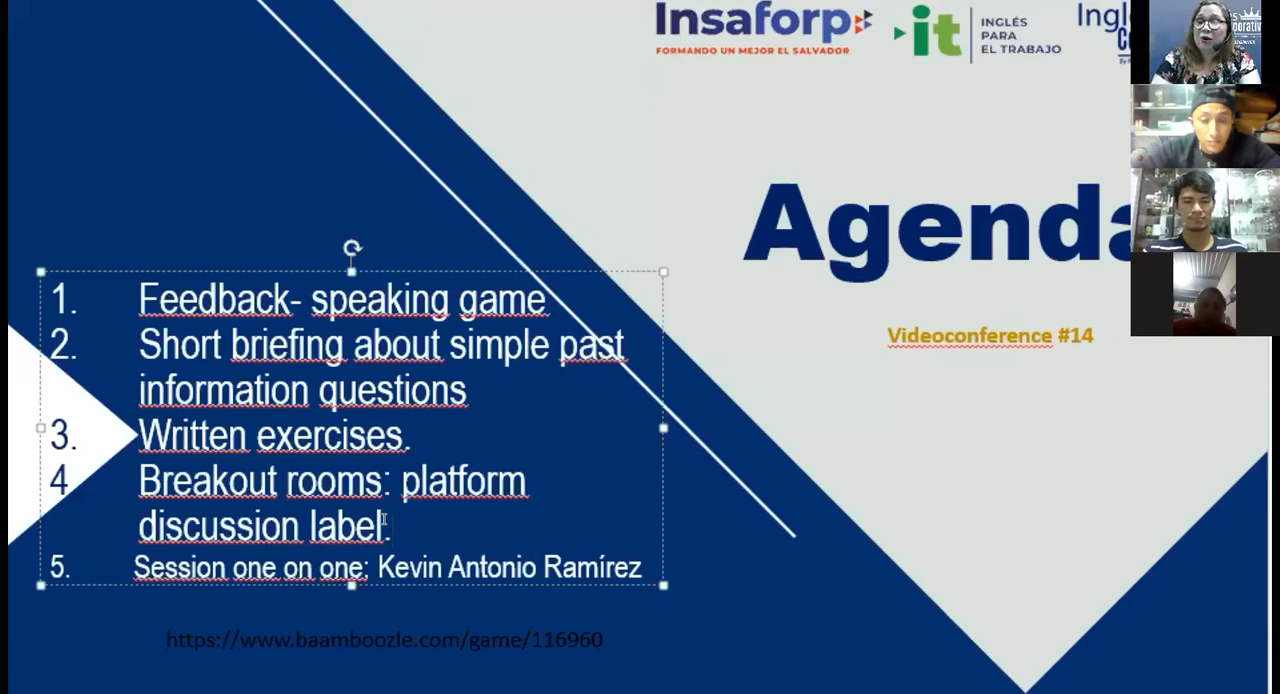 Insaforp
FORMANDO UN MEJOR EL SALVADOR
it
INGLÉS
PARA
EL TRABAJO
Agenda
Videoconference #14
1. Feedback- speaking game
2. Short briefing about simple past
information questions
3. Written exercises.
4 Breakout rooms: platform
discussion label.
5. Session one on one: Kevin Antonio Ramírez
https://www.baamboozle.com/game/116960